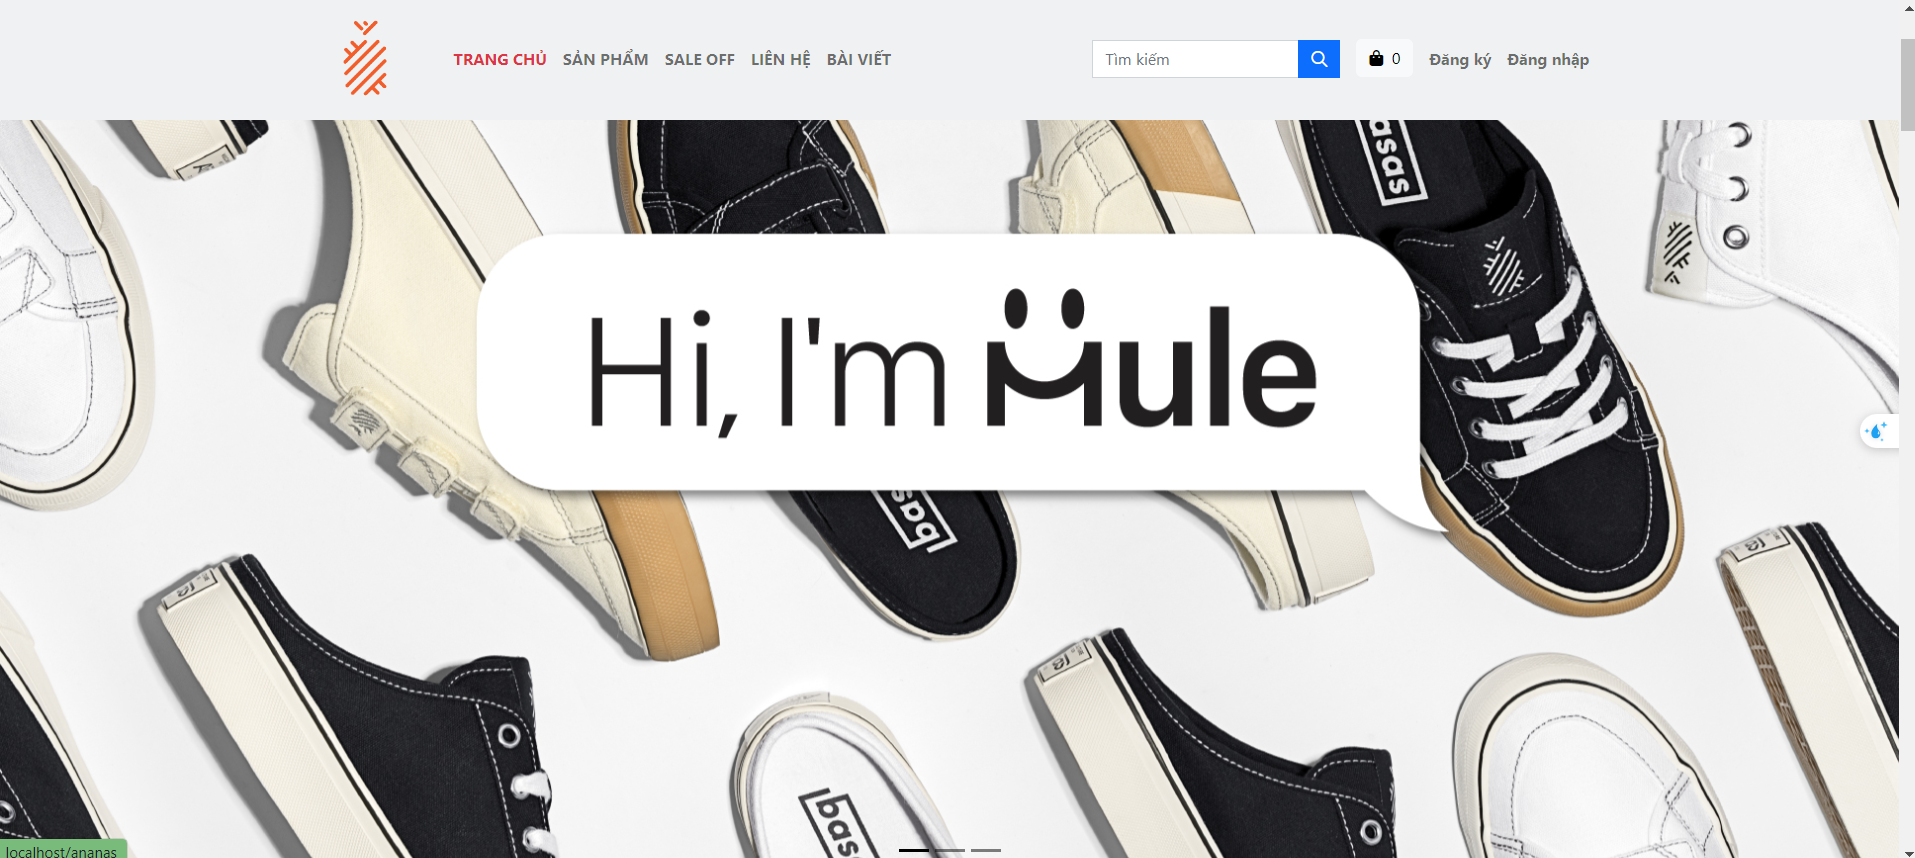 TRANG CHỦ SẢN PHẨM SALE OFF LIÊN HỆ BÀI VIẾT Tìm kiếm 0 Đăng ký Đăng nhập
basas
Hi, I'm Mule
basas
basas
localhost/ananas